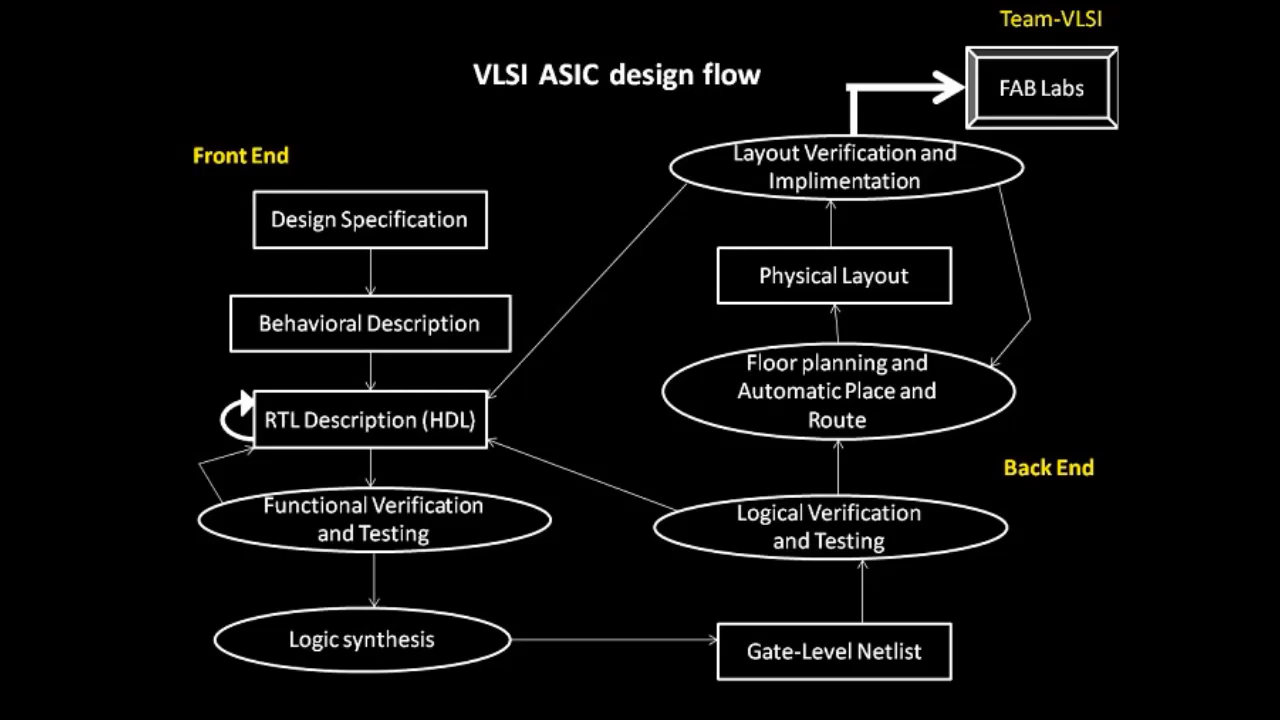 Team-VLSI
VLSI ASIC design flow
FAB Labs
Front End
Design Specification
Behavioral Description
RTL Description (HDL)
Functional Verification
and Testing
Logic synthesis
Layout Verification and
Implimentation
Physical Layout
Floor planning and
Automatic Place and
Route
Back End
Logical Verification
and Testing
Gate-Level Netlist